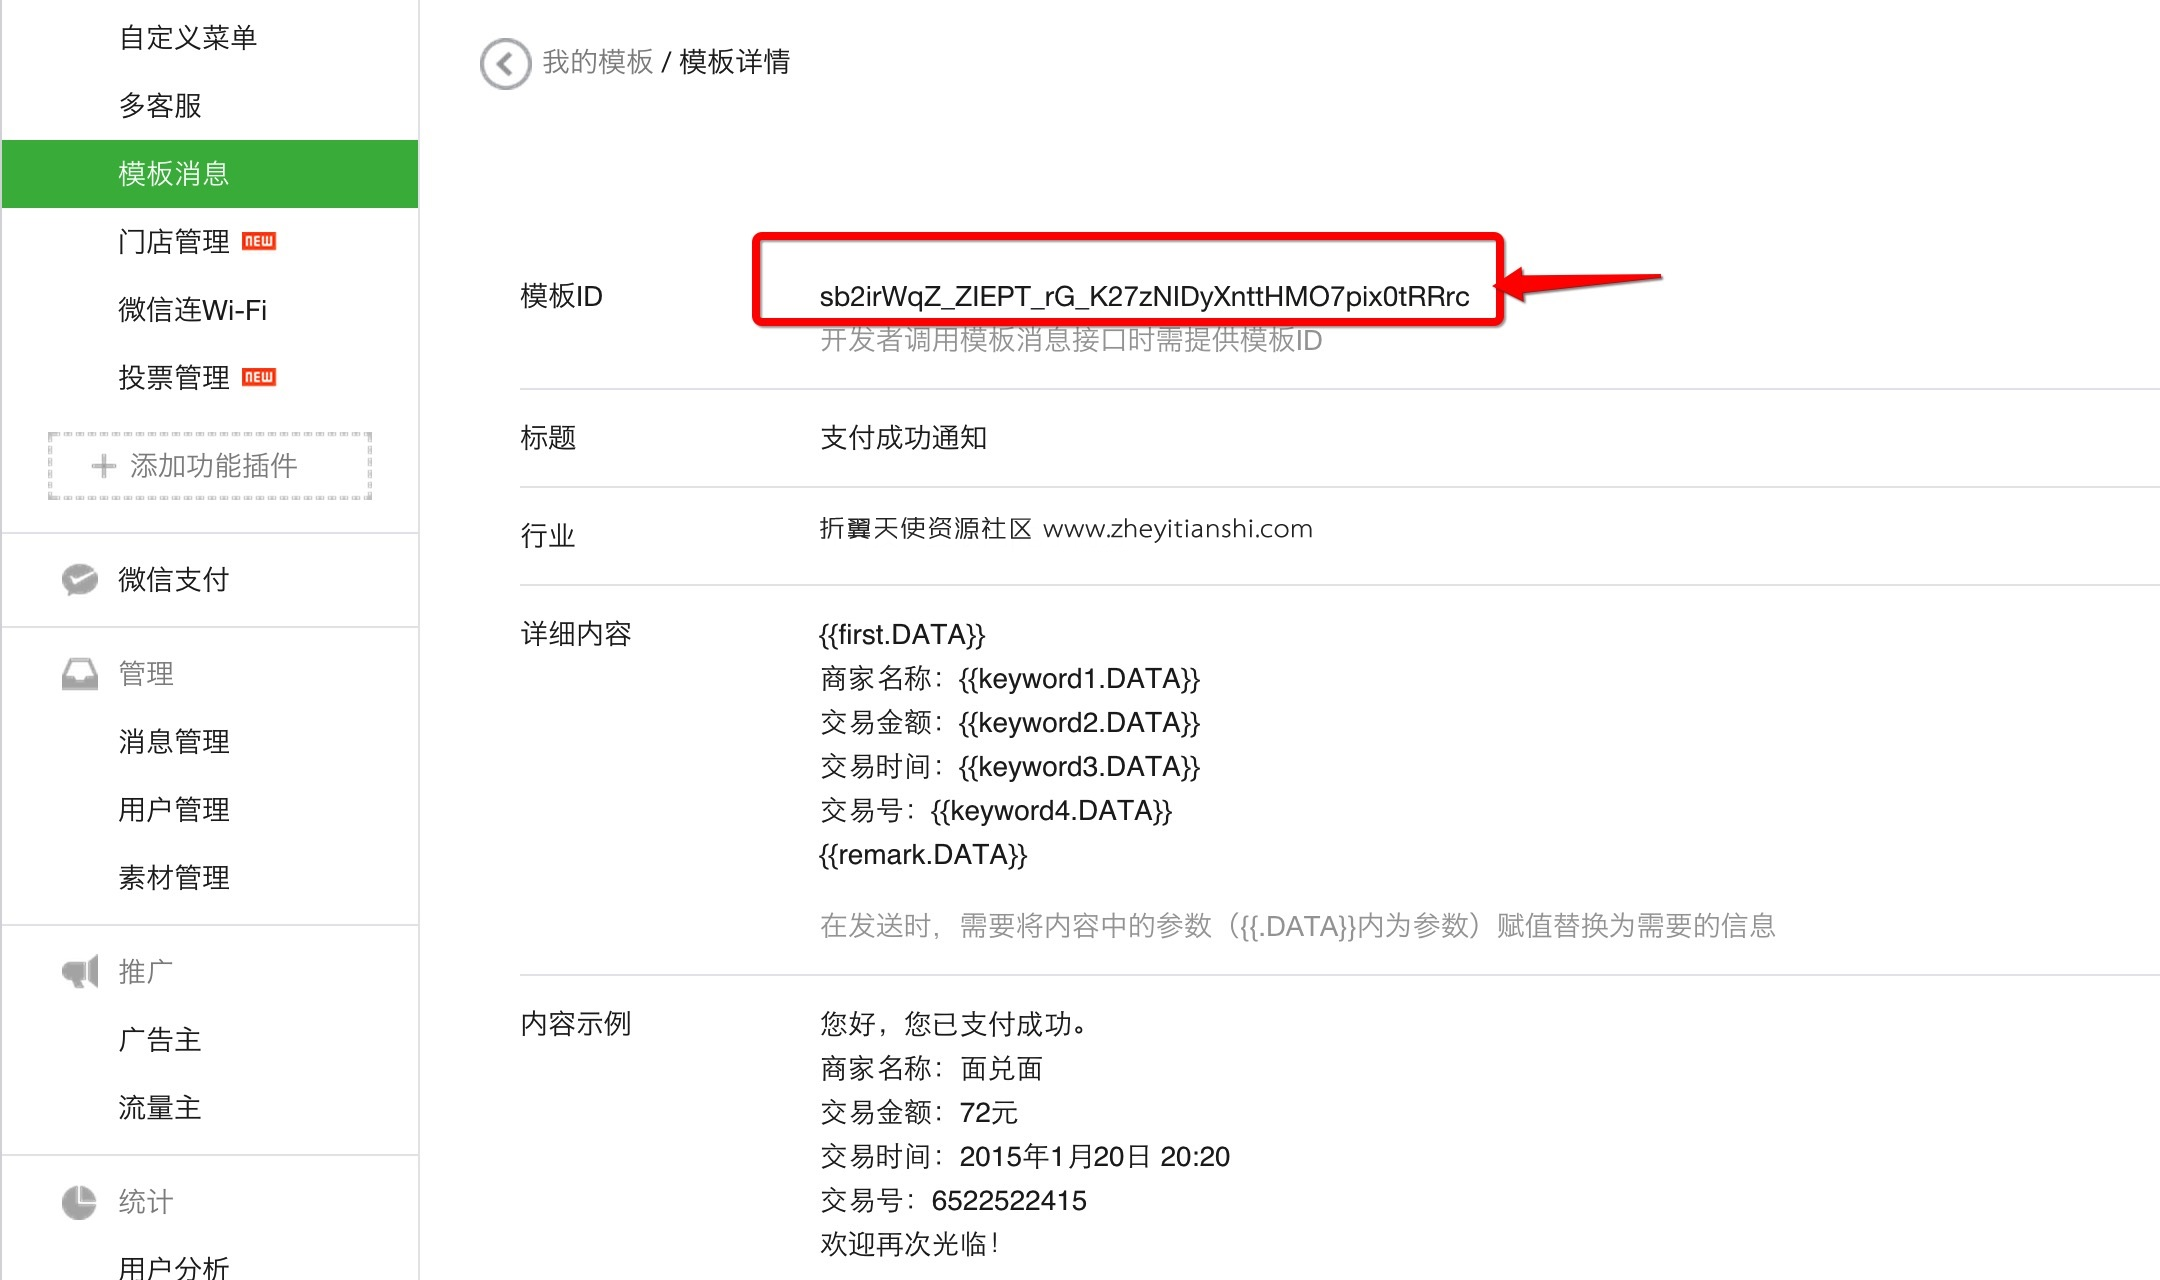 自定义菜单
多客服
模板消息
门店管理 NEW
微信连Wi-Fi
投票管理 NEW
添加功能插件
微信支付
管理
消息管理
用户管理
素材管理
推广
广告主
流量主
统计
用户分析
我的模板 / 模板详情
模板ID sb2irWqZ_ZIEPT_rG_K27zNIDyXnttHMO7pix0tRRrc
开发者调用模板消息接口时需提供模板ID
标题 支付成功通知
行业 折翼天使资源社区 www.zheyitianshi.com
详细内容 {{first.DATA}}
商家名称：{{keyword1.DATA}}
交易金额：{{keyword2.DATA}}
交易时间：{{keyword3.DATA}}
交易号：{{keyword4.DATA}}
{{remark.DATA}}
在发送时，需要将内容中的参数（{{.DATA}}内为参数）赋值替换为需要的信息
内容示例 您好，您已支付成功。
商家名称：面兑面
交易金额：72元
交易时间：2015年1月20日 20:20
交易号：6522522415
欢迎再次光临！